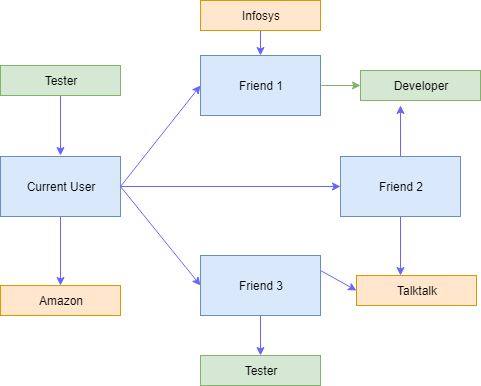 Infosys
Tester
Friend 1
Developer
Current User
Friend 2
Amazon
Friend 3
Talktalk
Tester